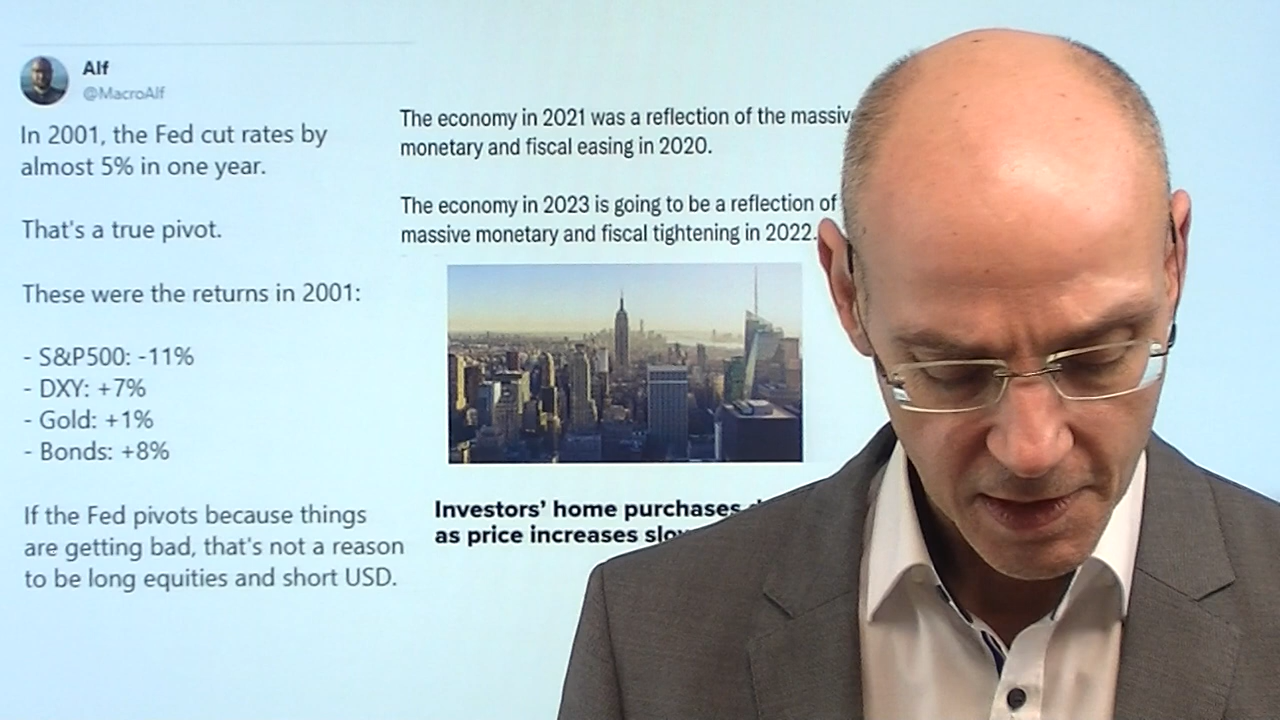 Alf
@MacroAlf
In 2001, the Fed cut rates by
almost 5% in one year.
That's a true pivot.
These were the returns in 2001:
- S&P500: -11%
- DXY: +7%
- Gold: +1%
- Bonds: +8%
If the Fed pivots because things
are getting bad, that's not a reason
to be long equities and short USD.
The economy in 2021 was a reflection of the massiv
monetary and fiscal easing in 2020.
The economy in 2023 is going to be a reflection of
massive monetary and fiscal tightening in 2022.
Investors’ home purchases
as price increases slo